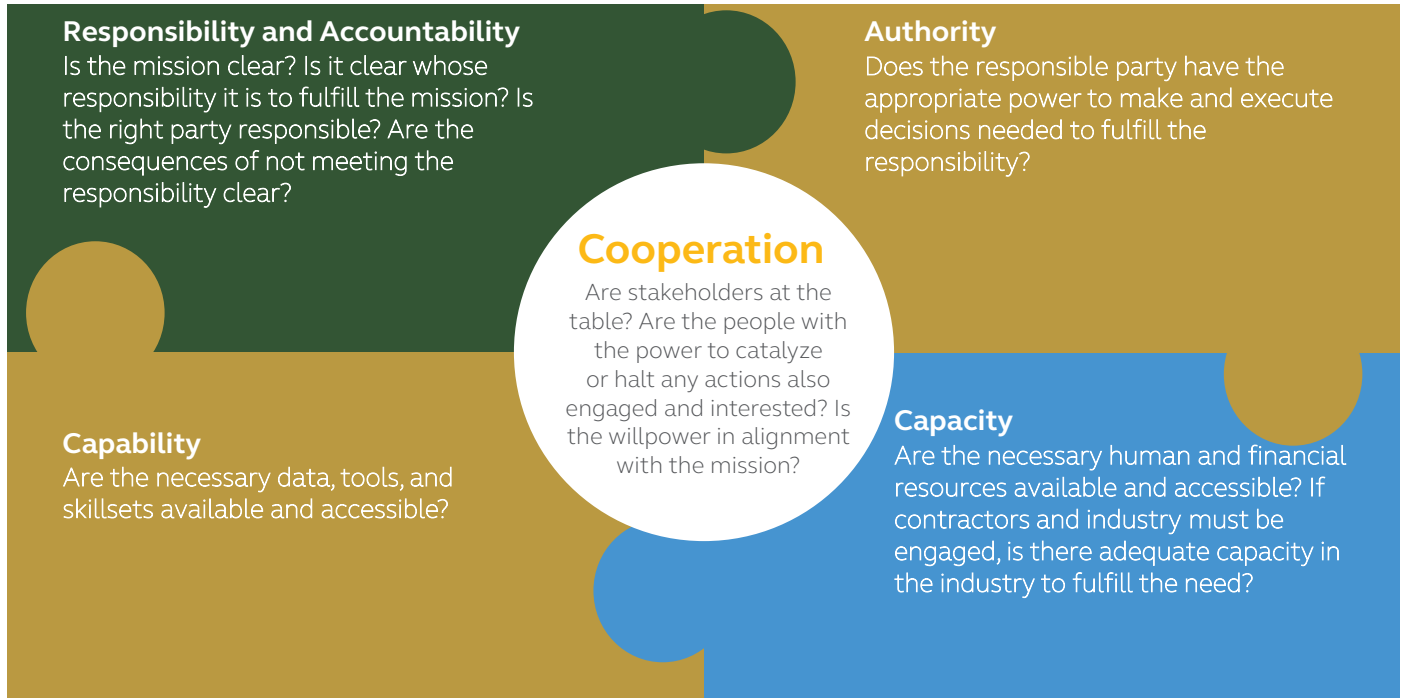 Responsibility and Accountability
Is the mission clear? Is it clear whose
responsibility it is to fulfill the mission? Is
the right party responsible? Are the
consequences of not meeting the
responsibility clear?
Authority
Does the responsible party have the
appropriate power to make and execute
decisions needed to fulfill the
responsibility?
Cooperation
Are stakeholders at the
table? Are the people with
the power to catalyze
or halt any actions also
engaged and interested? Is
the willpower in alignment
with the mission?
Capability
Are the necessary data, tools, and
skillsets available and accessible?
Capacity
Are the necessary human and financial
resources available and accessible? If
contractors and industry must be
engaged, is there adequate capacity in
the industry to fulfill the need?